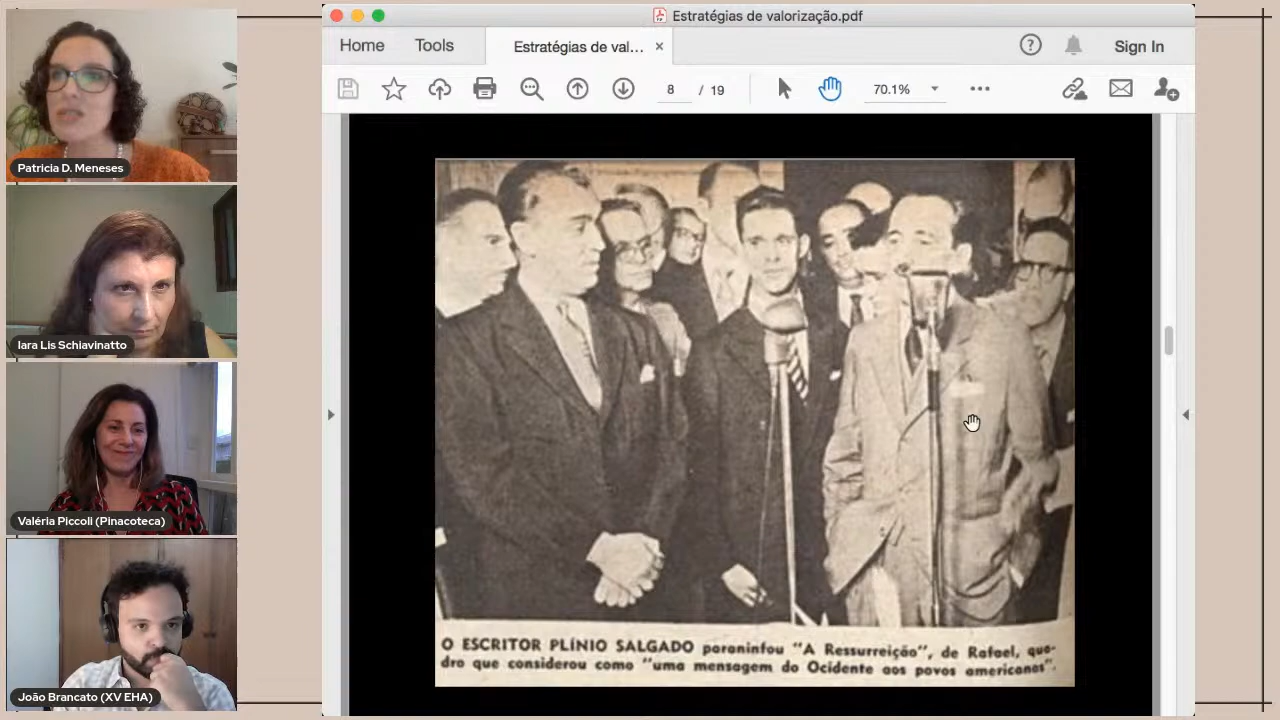 Patricia D. Meneses
Iara Lis Schiavinatto
Valéria Piccoli (Pinacoteca)
João Brancato (XV EHA)
Estratégias de valorização.pdf
Home Tools Estratégias de val... × ? Sign In
8 / 19 70.1%
O ESCRITOR PLÍNIO SALGADO paraninfou "A Ressurreição", de Rafael, qua-
dro que considerou como "uma mensagem do Ocidente aos povos americanos".